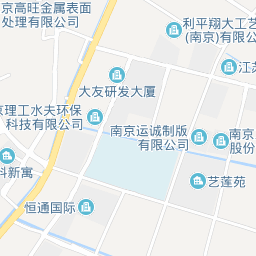 京高旺金属表面
处理有限公司
利平翔大工艺
(南京)有限公
江苏
大友研发大厦
京理工水夫环保
科技有限公司
南京运诚制版
有限公司
南京
股份
科新寓
艺莲苑
恒通国际